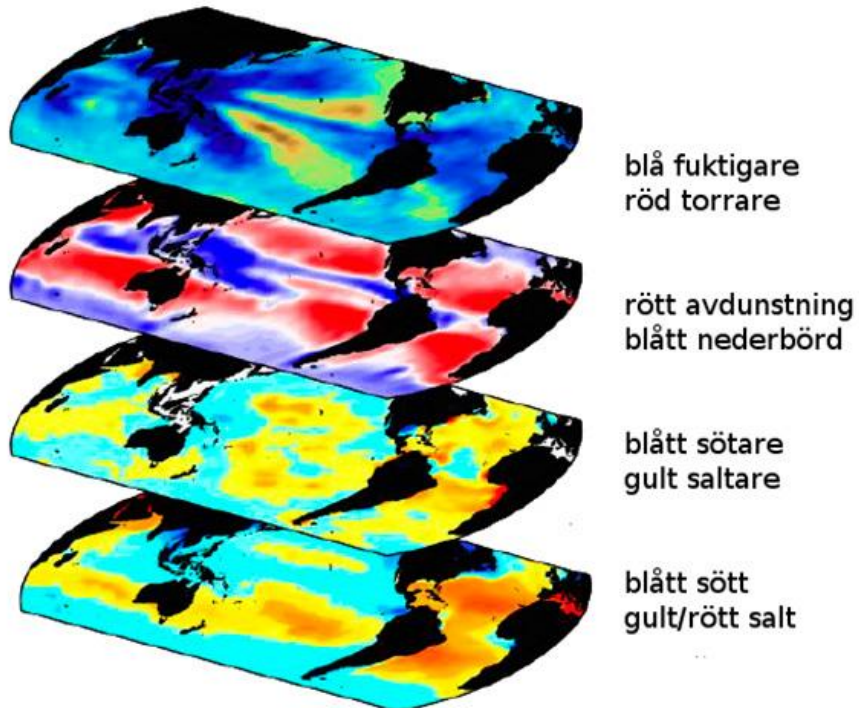 blå fuktigare
röd torrare
rött avdunstning
blått nederbörd
blått sötare
gult saltare
blått sött
gult/rött salt